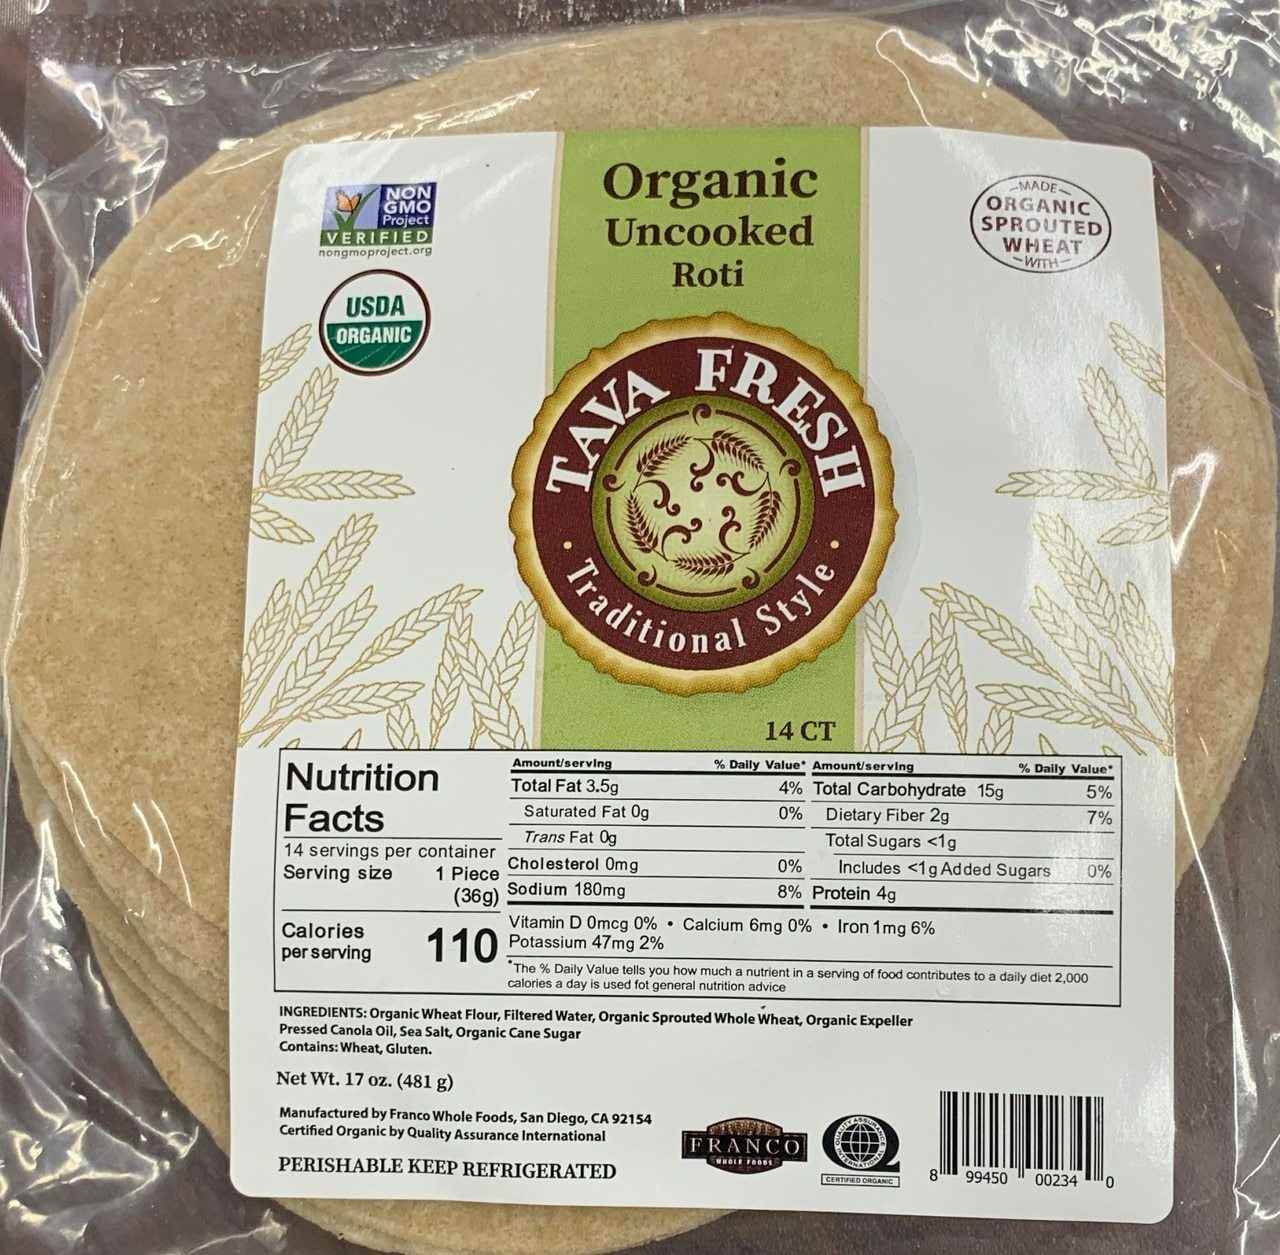 NON
GMO
Project
VERIFIED
nongmoproject.org
USDA
ORGANIC
Organic
Uncooked
Roti
MADE
ORGANIC
SPROUTED
WHEAT
WITH
TAVA FRESH
Traditional Style
14 CT
Nutrition
Facts
14 servings per container
Serving size 1 Piece
(36g)
Calories
per serving 110
Amount/serving % Daily Value*
Total Fat 3.5g 4%
Saturated Fat 0g 0%
Trans Fat 0g
Cholesterol 0mg 0%
Sodium 180mg 8%
Amount/serving % Daily Value*
Total Carbohydrate 15g 5%
Dietary Fiber 2g 7%
Total Sugars <1g
Includes <1g Added Sugars 0%
Protein 4g
Vitamin D 0mcg 0% • Calcium 6mg 0% • Iron 1mg 6%
Potassium 47mg 2%
*The % Daily Value tells you how much a nutrient in a serving of food contributes to a daily diet 2,000
calories a day is used fot general nutrition advice
INGREDIENTS: Organic Wheat Flour, Filtered Water, Organic Sprouted Whole Wheat, Organic Expeller
Pressed Canola Oil, Sea Salt, Organic Cane Sugar
Contains: Wheat, Gluten.
Net Wt. 17 oz. (481 g)
Manufactured by Franco Whole Foods, San Diego, CA 92154
Certified Organic by Quality Assurance International
PERISHABLE KEEP REFRIGERATED
FRANCO
WHOLE FOODS
QUALITY ASSURANCE
INTERNATIONAL
CERTIFIED ORGANIC
8 99450 00234 0